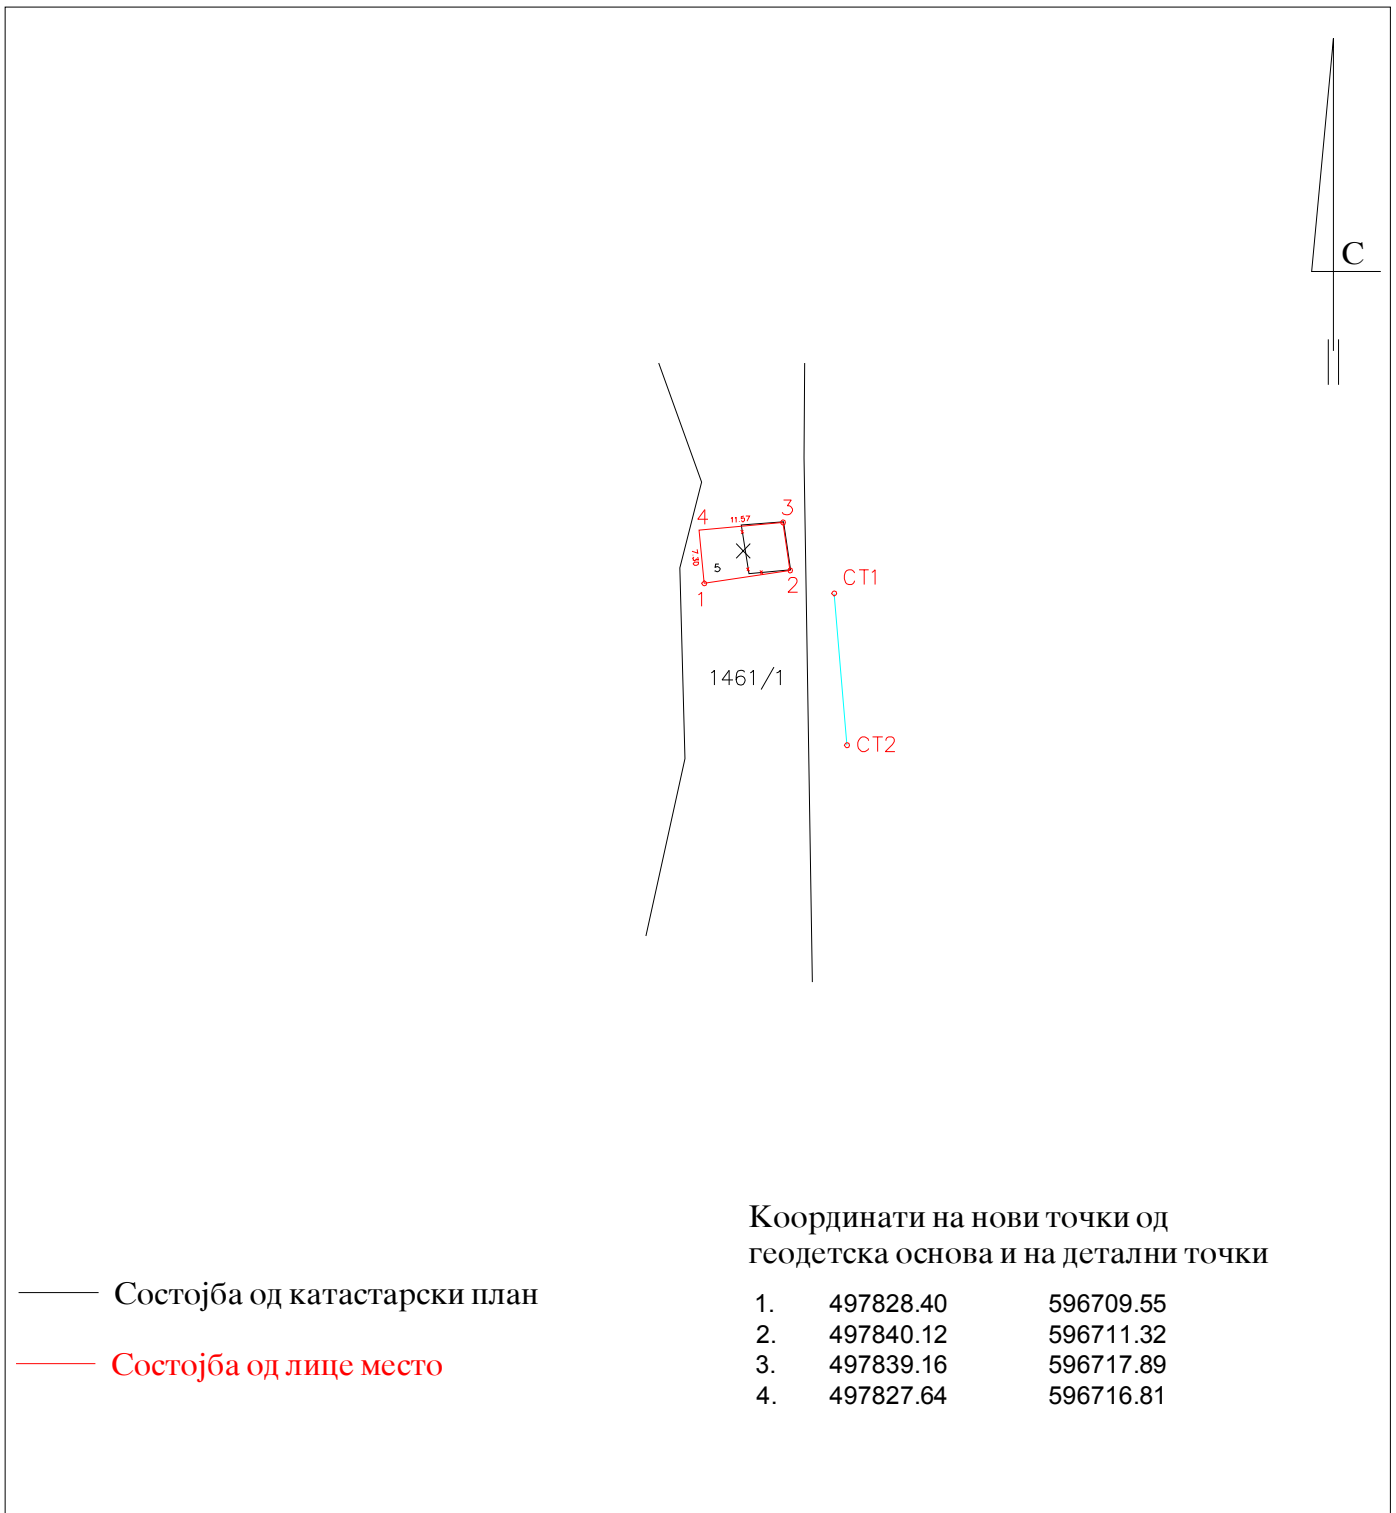 С
3
4
11.57
7.30
5
2
1
CT1
1461/1
CT2
Координати на нови точки од
геодетска основа и на детални точки
Состојба од катастарски план
Состојба од лице место
1. 497828.40 596709.55
2. 497840.12 596711.32
3. 497839.16 596717.89
4. 497827.64 596716.81